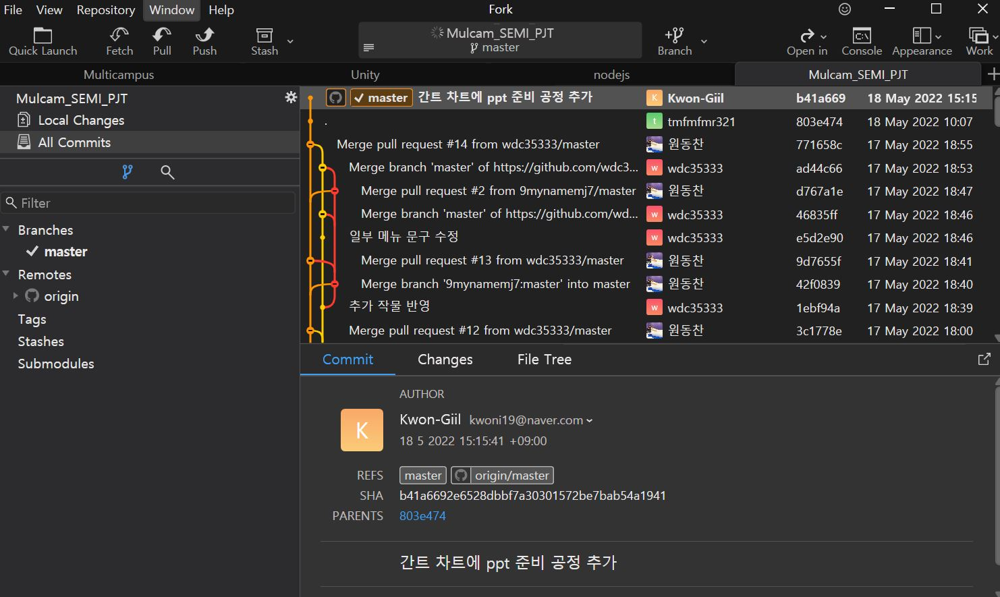 File View Repository Window Help Fork
Mulcam_SEMI_PJT
master
Quick Launch Fetch Pull Push Stash Branch Open in Console Appearance Work
Multicampus Unity nodejs Mulcam_SEMI_PJT
Mulcam_SEMI_PJT
Local Changes
All Commits
Filter
Branches
master
Remotes
origin
Tags
Stashes
Submodules
master 간트 차트에 ppt 준비 공정 추가 K Kwon-Giil b41a669 18 May 2022 15:15
. t tmfmfmr321 803e474 18 May 2022 10:07
Merge pull request #14 from wdc35333/master 원동찬 771658c 17 May 2022 18:55
Merge branch 'master' of https://github.com/wdc3... w wdc35333 ad44c66 17 May 2022 18:53
Merge pull request #2 from 9mynamemj7/master 원동찬 d767a1e 17 May 2022 18:47
Merge branch 'master' of https://github.com/wd... w wdc35333 46835ff 17 May 2022 18:46
일부 메뉴 문구 수정 w wdc35333 e5d2e90 17 May 2022 18:46
Merge pull request #13 from wdc35333/master 원동찬 9d7655f 17 May 2022 18:41
Merge branch '9mynamemj7:master' into master 원동찬 42f0839 17 May 2022 18:40
추가 작물 반영 w wdc35333 1ebf94a 17 May 2022 18:39
Merge pull request #12 from wdc35333/master 원동찬 3c1778e 17 May 2022 18:00
Commit Changes File Tree
AUTHOR
K
Kwon-Giil kwoni19@naver.com
18 5 2022 15:15:41 +09:00
REFS master origin/master
SHA b41a6692e6528dbbf7a30301572be7bab54a1941
PARENTS 803e474
간트 차트에 ppt 준비 공정 추가